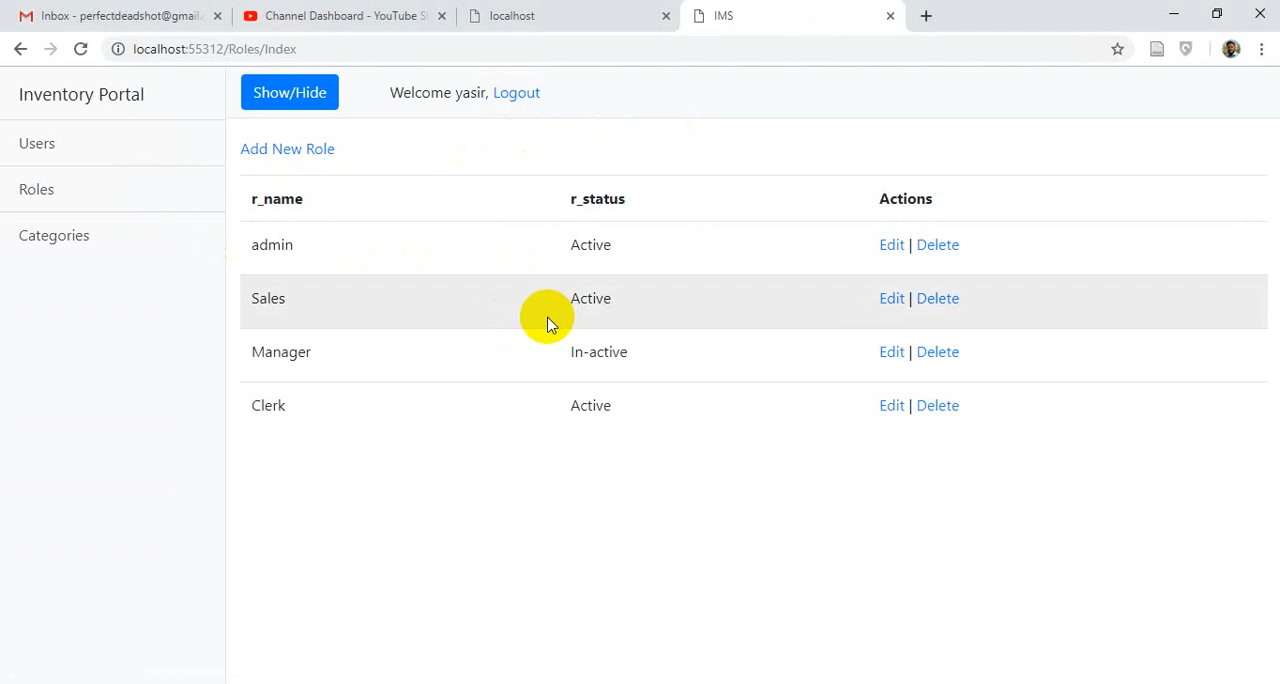 Inbox - perfectdeadshot@gmail.
Channel Dashboard - YouTube S
localhost
IMS
localhost:55312/Roles/Index
Inventory Portal
Show/Hide
Welcome yasir, Logout
Users
Roles
Categories
Add New Role
r_name r_status Actions
admin Active Edit | Delete
Sales Active Edit | Delete
Manager In-active Edit | Delete
Clerk Active Edit | Delete